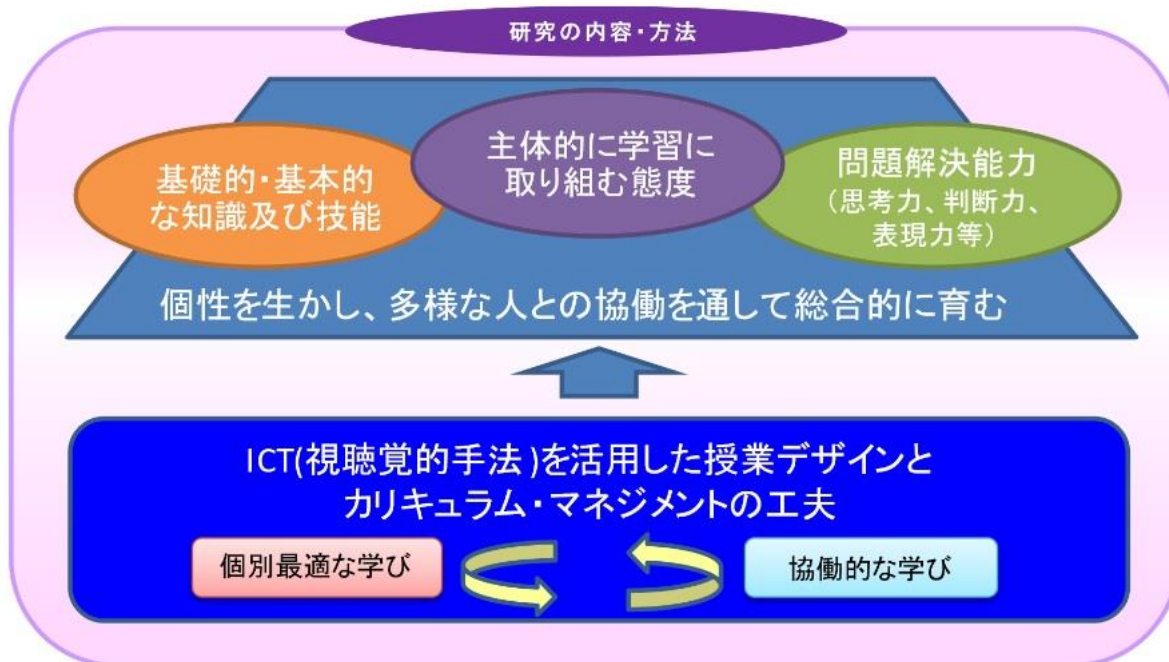 研究の内容・方法
主体的に学習に
取り組む態度
基礎的・基本的
な知識及び技能
問題解決能力
(思考力、判断力、
表現力等)
個性を生かし、多様な人との協働を通して総合的に育む
ICT(視聴覚的手法)を活用した授業デザインと
カリキュラム・マネジメントの工夫
個別最適な学び
協働的な学び